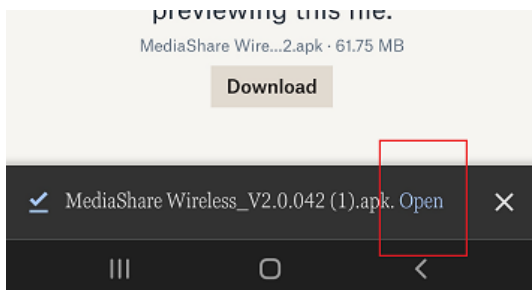 previewing this file.
MediaShare Wire...2.apk · 61.75 MB
Download
MediaShare Wireless_V2.0.042 (1).apk. Open